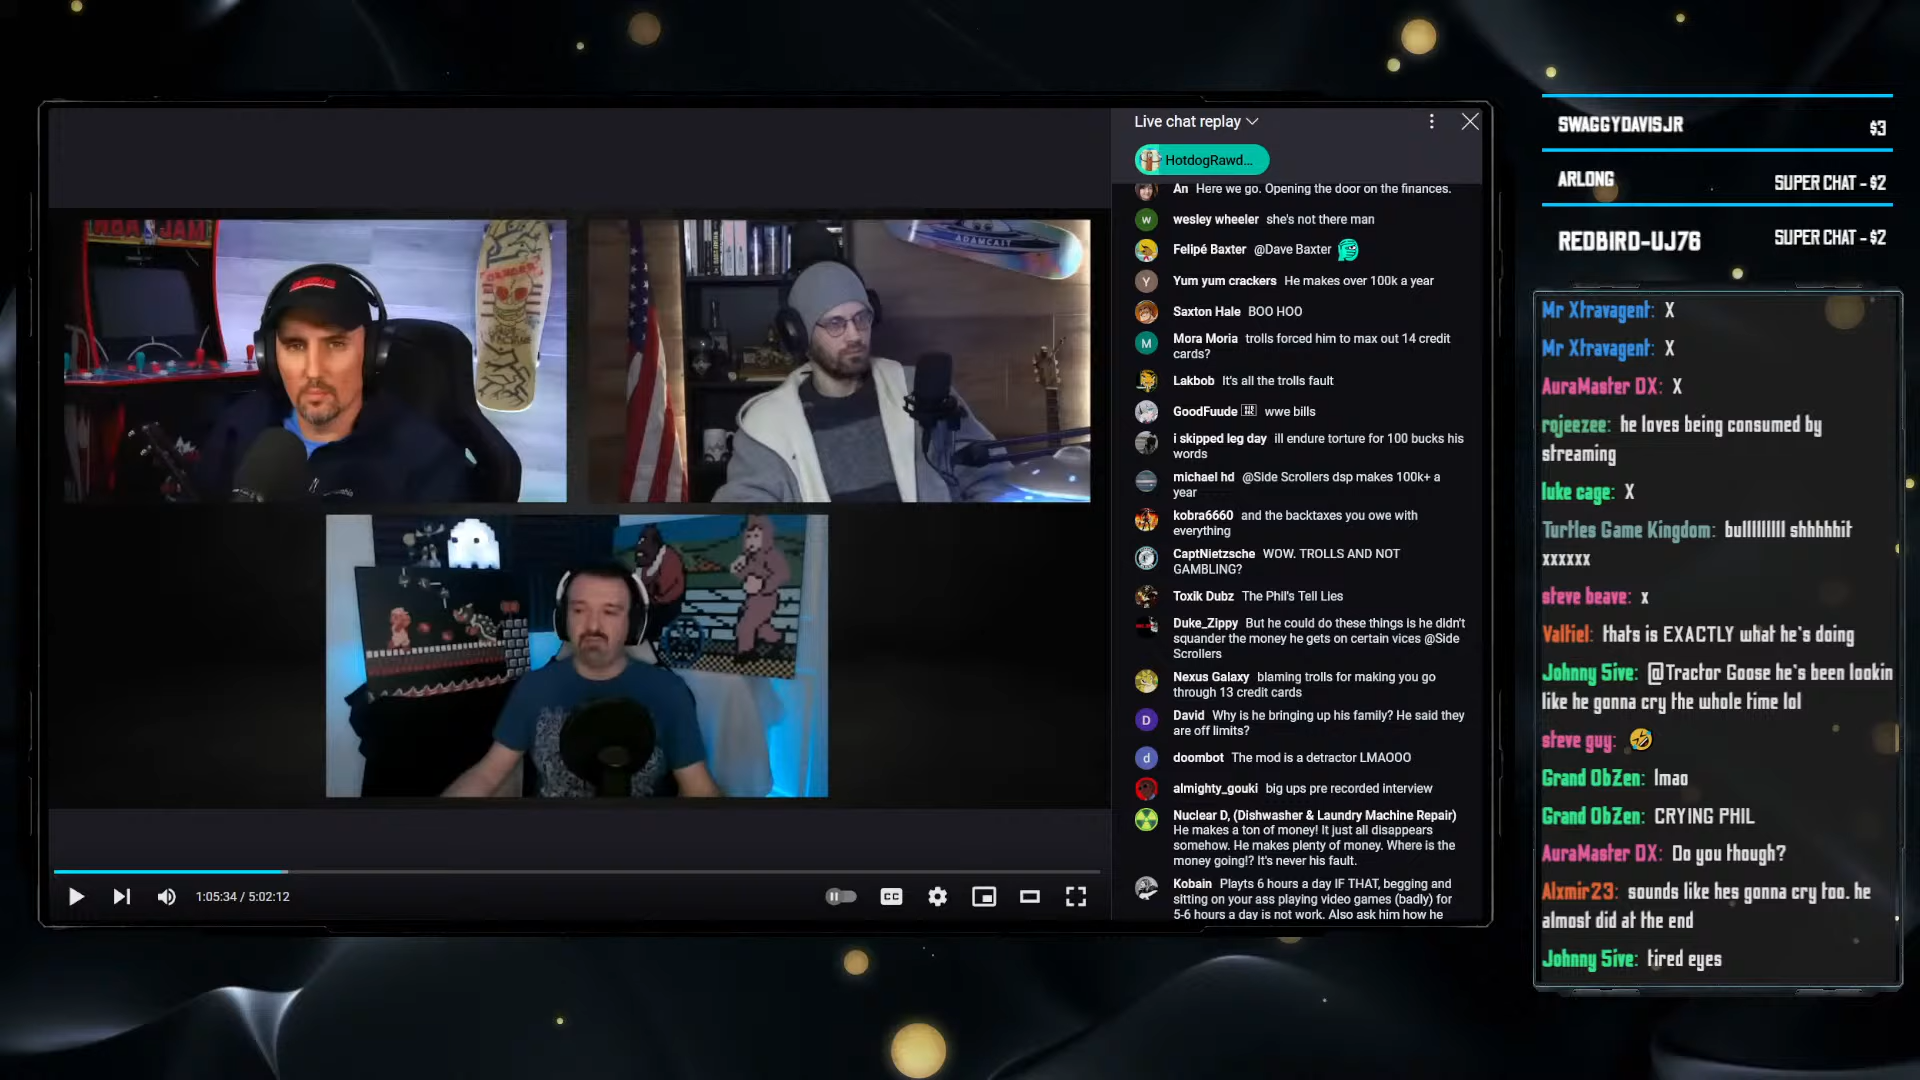 NBA JAM
ADAMCAIT
Live chat replay
HotdogRawd...
An Here we go. Opening the door on the finances.
wesley wheeler she's not there man
Felipé Baxter @Dave Baxter
Yum yum crackers He makes over 100k a year
Saxton Hale BOO HOO
Mora Moria trolls forced him to max out 14 credit
cards?
Lakbob It's all the trolls fault
GoodFuude wwe bills
i skipped leg day ill endure torture for 100 bucks his
words
michael hd @Side Scrollers dsp makes 100k+ a
year
kobra6660 and the backtaxes you owe with
everything
CaptNietzsche WOW. TROLLS AND NOT
GAMBLING?
Toxik Dubz The Phil's Tell Lies
Duke_Zippy But he could do these things is he didn't
squander the money he gets on certain vices @Side
Scrollers
Nexus Galaxy blaming trolls for making you go
through 13 credit cards
David Why is he bringing up his family? He said they
are off limits?
doombot The mod is a detractor LMAOOO
almighty_gouki big ups pre recorded interview
Nuclear D, (Dishwasher & Laundry Machine Repair)
He makes a ton of money! It just all disappears
somehow. He makes plenty of money. Where is the
money going!? It's never his fault.
Kobain Playts 6 hours a day IF THAT, begging and
sitting on your ass playing video games (badly) for
5-6 hours a day is not work. Also ask him how he
1:05:34 / 5:02:12
CC
SWAGGYDAVISJR $3
ARLONG SUPER CHAT - $2
REDBIRD-UJ76 SUPER CHAT - $2
Mr Xtravagent: X
Mr Xtravagent: X
AuraMaster DX: X
rojeezee: he loves being consumed by
streaming
luke cage: X
Turtles Game Kingdom: bulllllllll shhhhhit
xxxxxx
steve beave: x
Valtiel: thats is EXACTLY what he's doing
Johnny 5ive: @Tractor Goose he's been lookin
like he gonna cry the whole time lol
steve guy: 🤣
Grand ObZen: lmao
Grand ObZen: CRYING PHIL
AuraMaster DX: Do you though?
Alxmir23: sounds like hes gonna cry too. he
almost did at the end
Johnny 5ive: tired eyes